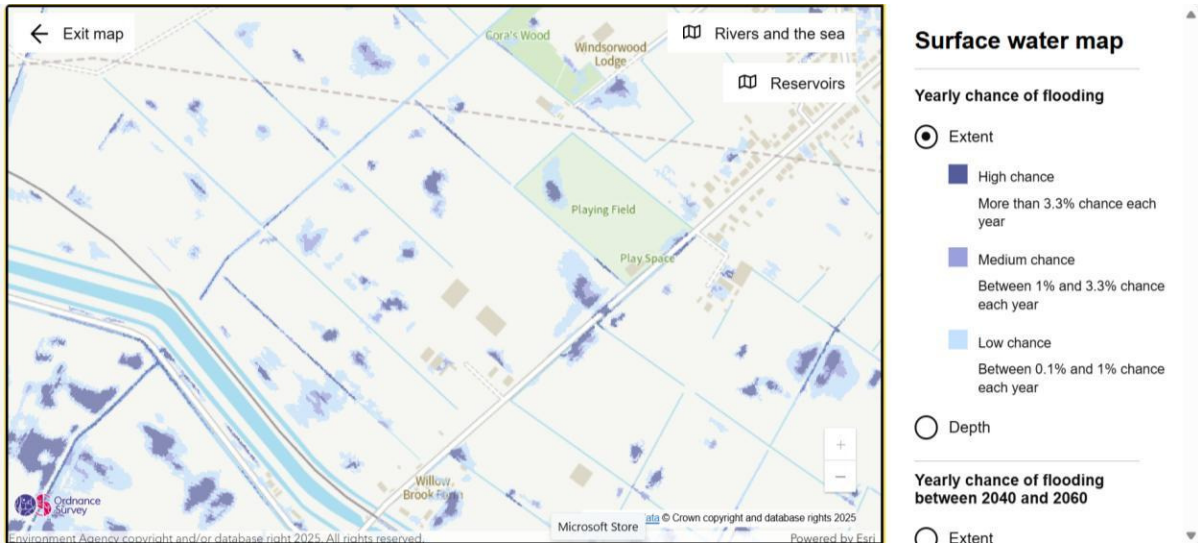 Exit map
Cora's Wood
Windsorwood
Lodge
Rivers and the sea
Reservoirs
Playing Field
Play Space
Willow
Brook Farm
Ordnance
Survey
Microsoft Store
© Crown copyright and database rights 2025
Environment Agency copyright and/or database right 2025. All rights reserved.
Powered by Esri
+
−
Surface water map
Yearly chance of flooding
Extent
High chance
More than 3.3% chance each
year
Medium chance
Between 1% and 3.3% chance
each year
Low chance
Between 0.1% and 1% chance
each year
Depth
Yearly chance of flooding
between 2040 and 2060
Extent